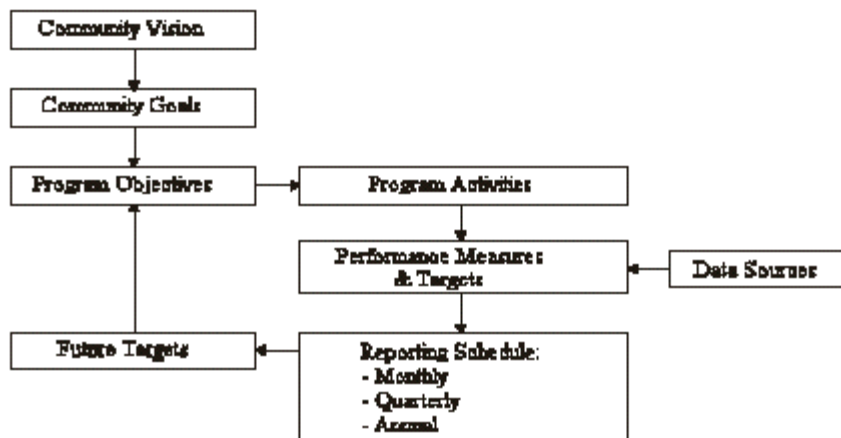 Community Vision
Community Goals
Program Objectives
Program Activities
Performance Measures
& Targets
Data Sources
Future Targets
Reporting Schedule:
- Monthly
- Quarterly
- Annual